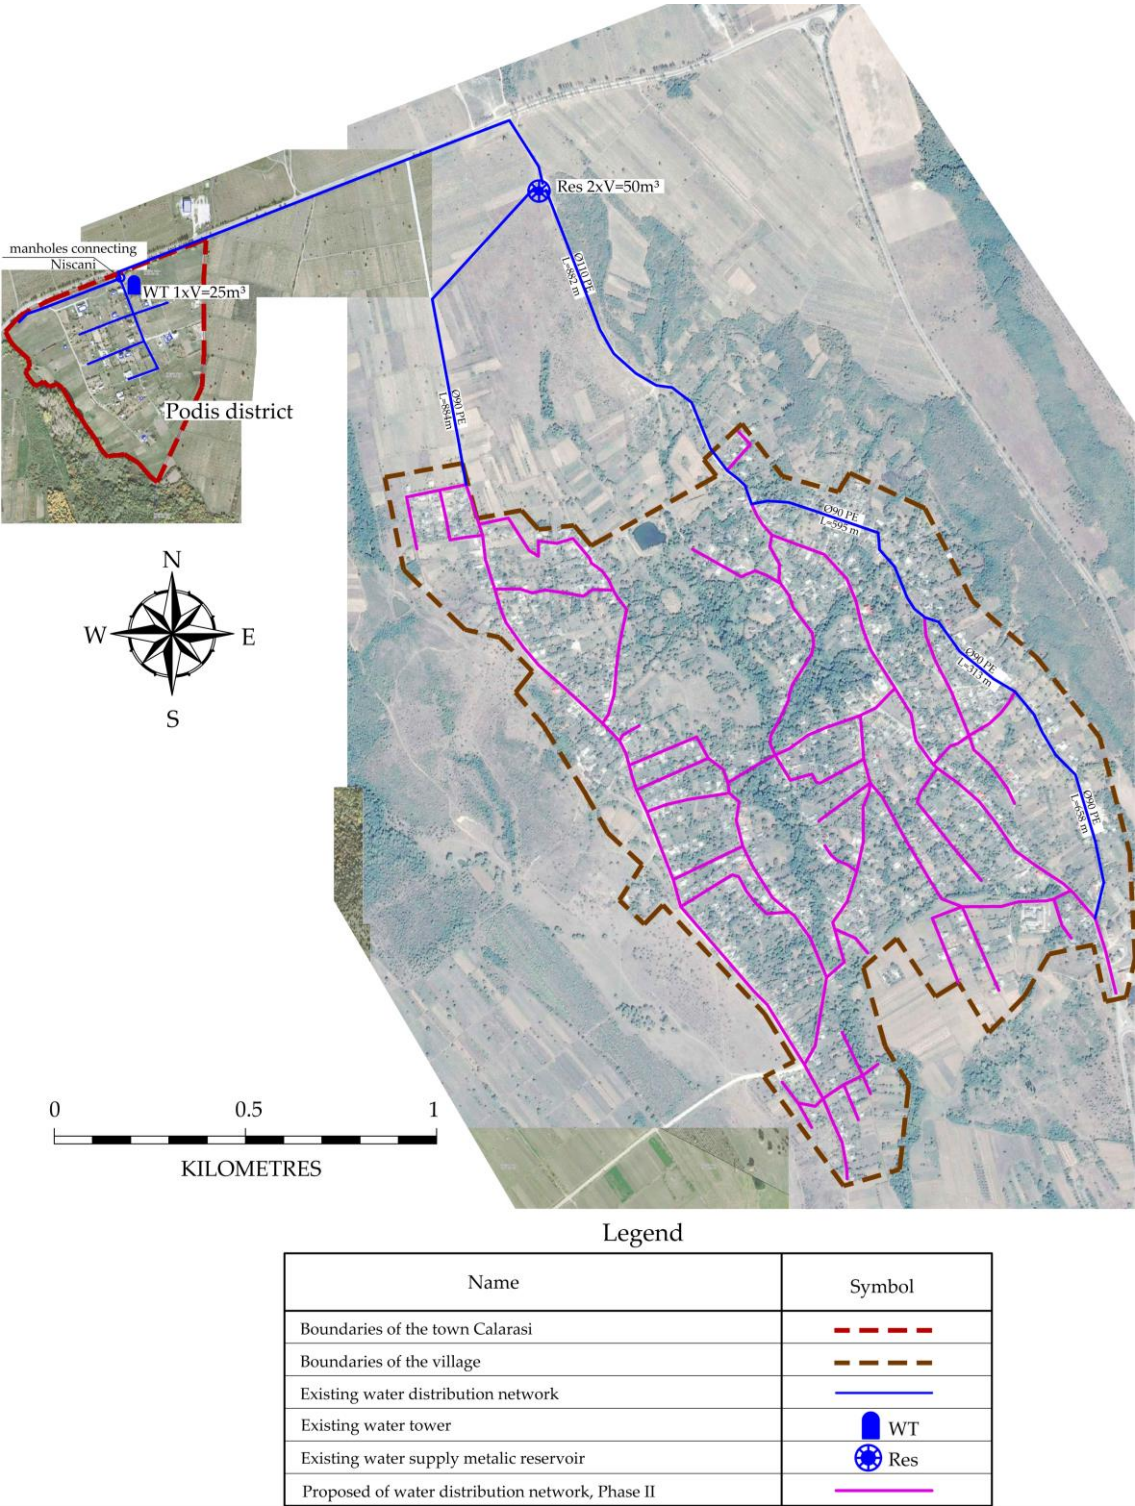 Res 2xV=50m³
manholes connecting
Niscani
WT 1xV=25m³
Ø110 PE
L=882 m
Podis district
Ø90 PE
L=884m
Ø90 PE
L=595 m
N
W
E
S
Ø90 PE
L=313 m
Ø90 PE
L=658 m
0 0.5 1
KILOMETRES
Legend
Name Symbol
Boundaries of the town Calarasi
Boundaries of the village
Existing water distribution network
Existing water tower WT
Existing water supply metalic reservoir Res
Proposed of water distribution network, Phase II